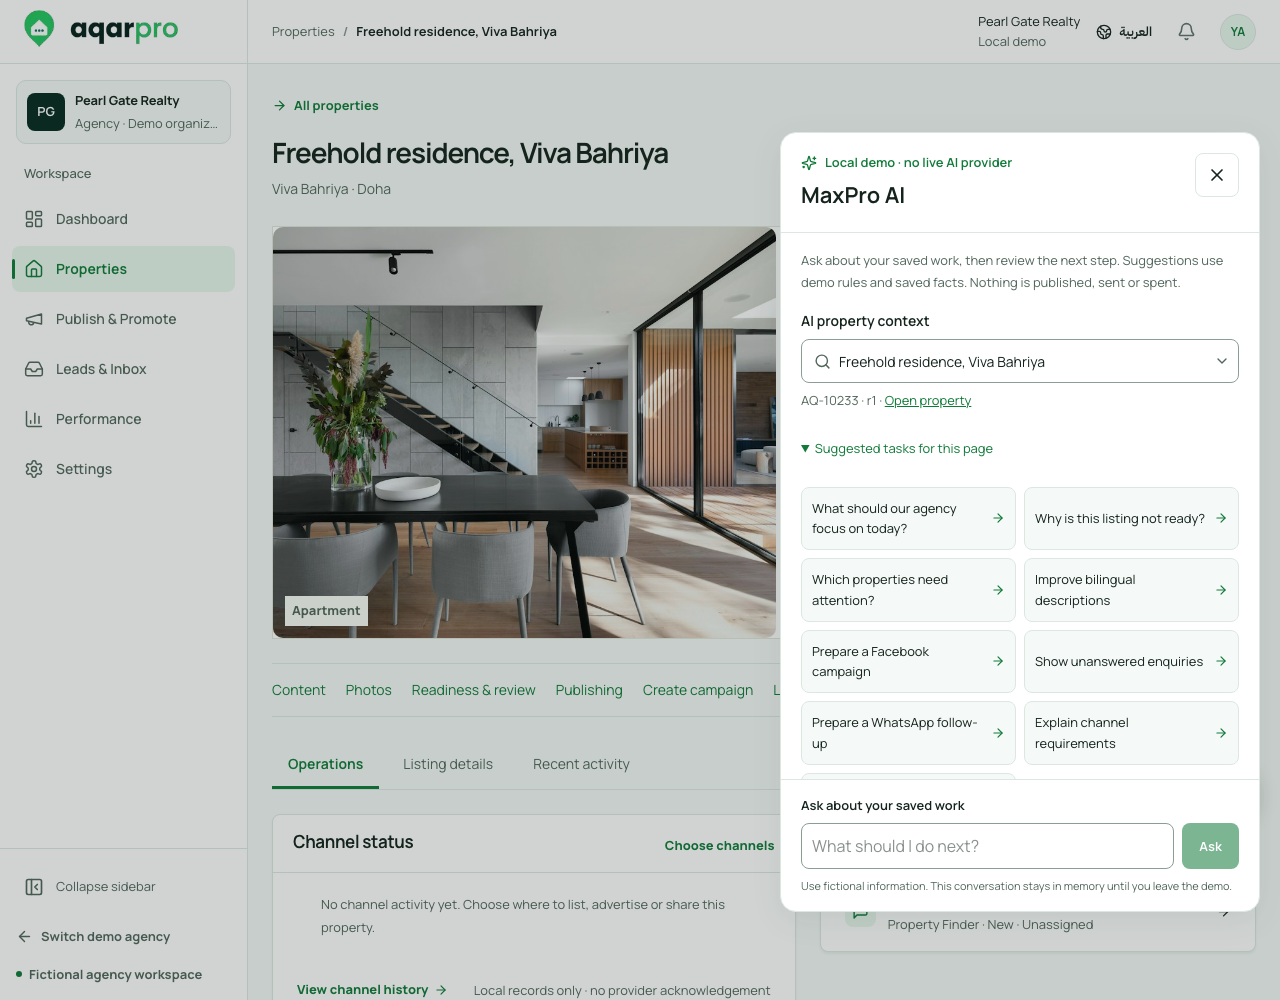 aqarpro
Properties / Freehold residence, Viva Bahriya
Pearl Gate Realty
Local demo
العربية
YA
PG
Pearl Gate Realty
Agency · Demo organiz...
Workspace
Dashboard
Properties
Publish & Promote
Leads & Inbox
Performance
Settings
Collapse sidebar
Switch demo agency
Fictional agency workspace
All properties
Freehold residence, Viva Bahriya
Viva Bahriya · Doha
Apartment
Content
Photos
Readiness & review
Publishing
Create campaign
L
Operations
Listing details
Recent activity
Channel status
Choose channels
No channel activity yet. Choose where to list, advertise or share this
property.
View channel history
Local records only · no provider acknowledgement
Local demo · no live AI provider
MaxPro AI
Ask about your saved work, then review the next step. Suggestions use
demo rules and saved facts. Nothing is published, sent or spent.
AI property context
Freehold residence, Viva Bahriya
AQ-10233 · r1 · Open property
Suggested tasks for this page
What should our agency
focus on today?
Why is this listing not ready?
Which properties need
attention?
Improve bilingual
descriptions
Prepare a Facebook
campaign
Show unanswered enquiries
Prepare a WhatsApp follow-
up
Explain channel
requirements
Ask about your saved work
What should I do next?
Ask
Use fictional information. This conversation stays in memory until you leave the demo.
Property Finder · New · Unassigned